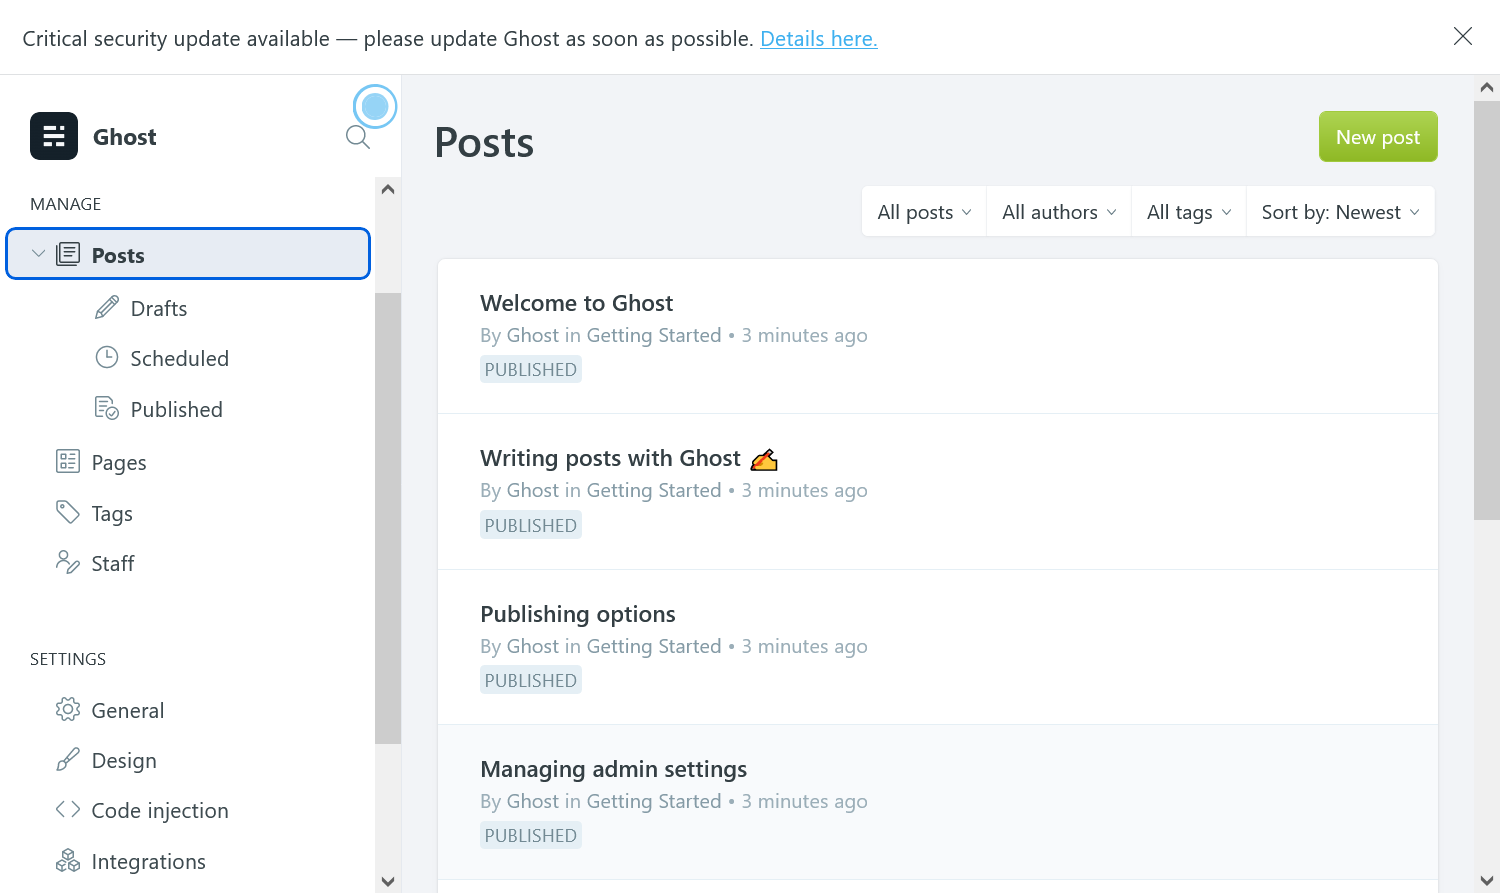 Critical security update available — please update Ghost as soon as possible. Details here.
Ghost
MANAGE
Posts
Drafts
Scheduled
Published
Pages
Tags
Staff
SETTINGS
General
Design
Code injection
Integrations
Posts
New post
All posts
All authors
All tags
Sort by: Newest
Welcome to Ghost
By Ghost in Getting Started • 3 minutes ago
PUBLISHED
Writing posts with Ghost ✍️
By Ghost in Getting Started • 3 minutes ago
PUBLISHED
Publishing options
By Ghost in Getting Started • 3 minutes ago
PUBLISHED
Managing admin settings
By Ghost in Getting Started • 3 minutes ago
PUBLISHED